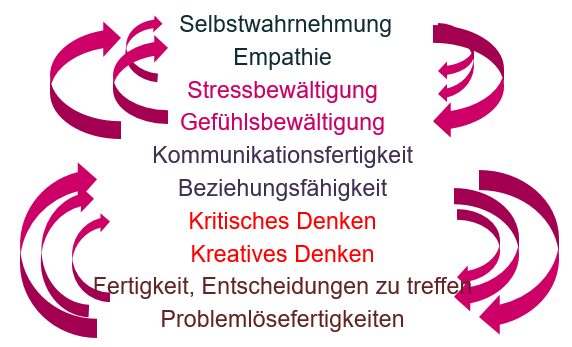 Selbstwahrnehmung
Empathie
Stressbewältigung
Gefühlsbewältigung
Kommunikationsfertigkeit
Beziehungsfähigkeit
Kritisches Denken
Kreatives Denken
Fertigkeit, Entscheidungen zu treffen
Problemlösefertigkeiten